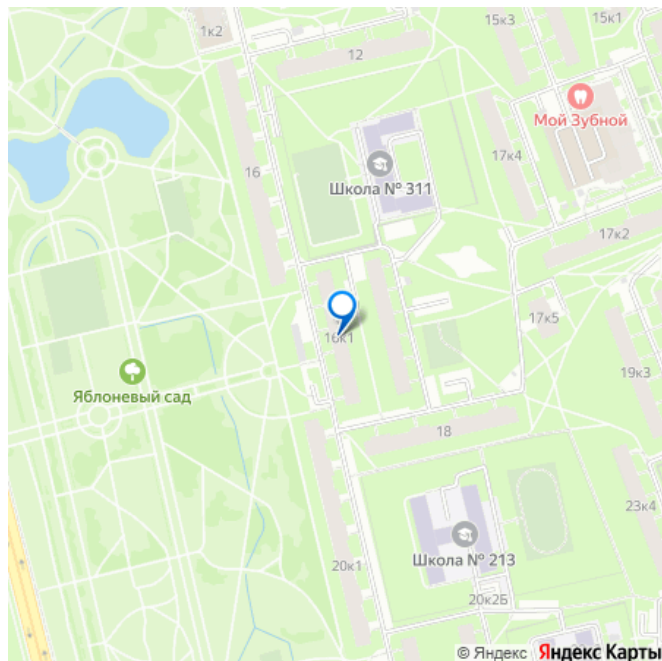 1к2
15к3
15к1
12
Мой Зубной
17к4
16
Школа № 311
17к2
17к5
16к1
19к3
Яблоневый сад
18
23к4
Школа № 213
20к1
20к2Б
© Яндекс Яндекс Карты